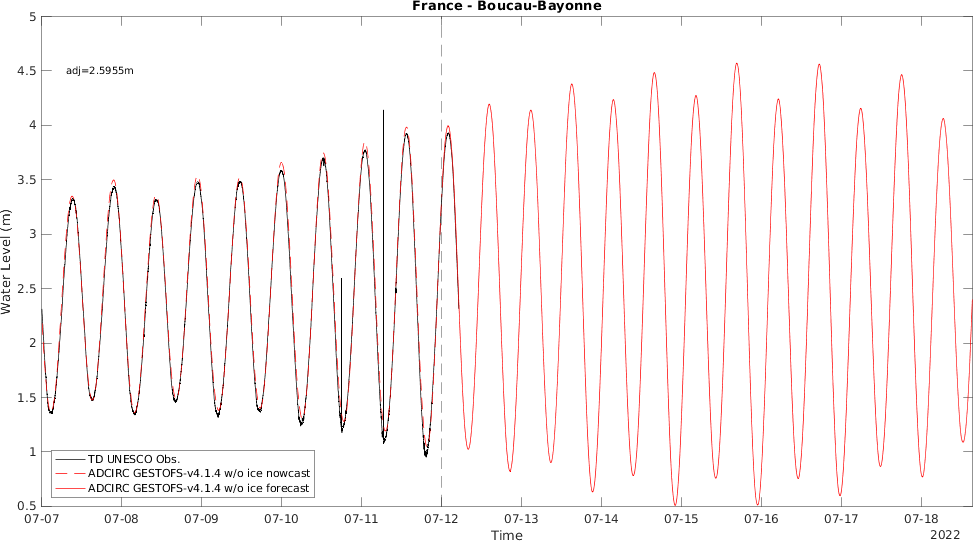 France - Boucau-Bayonne
5
4.5
4
3.5
3
2.5
2
1.5
1
0.5
Water Level (m)
adj=2.5955m
TD UNESCO Obs.
ADCIRC GESTOFS-v4.1.4 w/o ice nowcast
ADCIRC GESTOFS-v4.1.4 w/o ice forecast
07-07 07-08 07-09 07-10 07-11 07-12 07-13 07-14 07-15 07-16 07-17 07-18
Time
2022